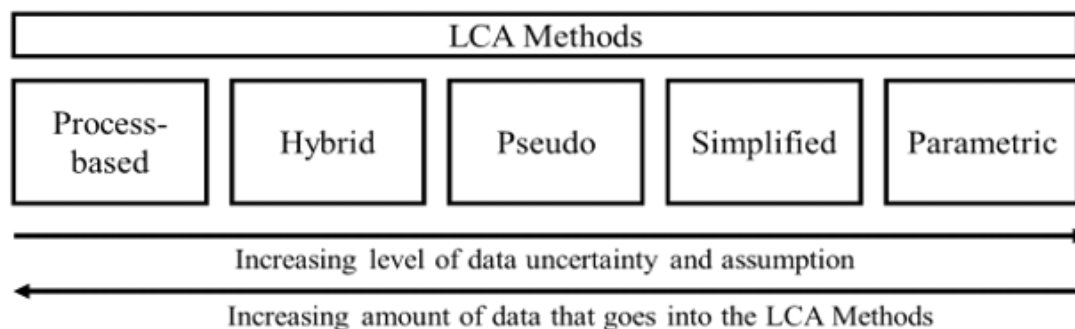 LCA Methods
Process-
based
Hybrid
Pseudo
Simplified
Parametric
Increasing level of data uncertainty and assumption
Increasing amount of data that goes into the LCA Methods